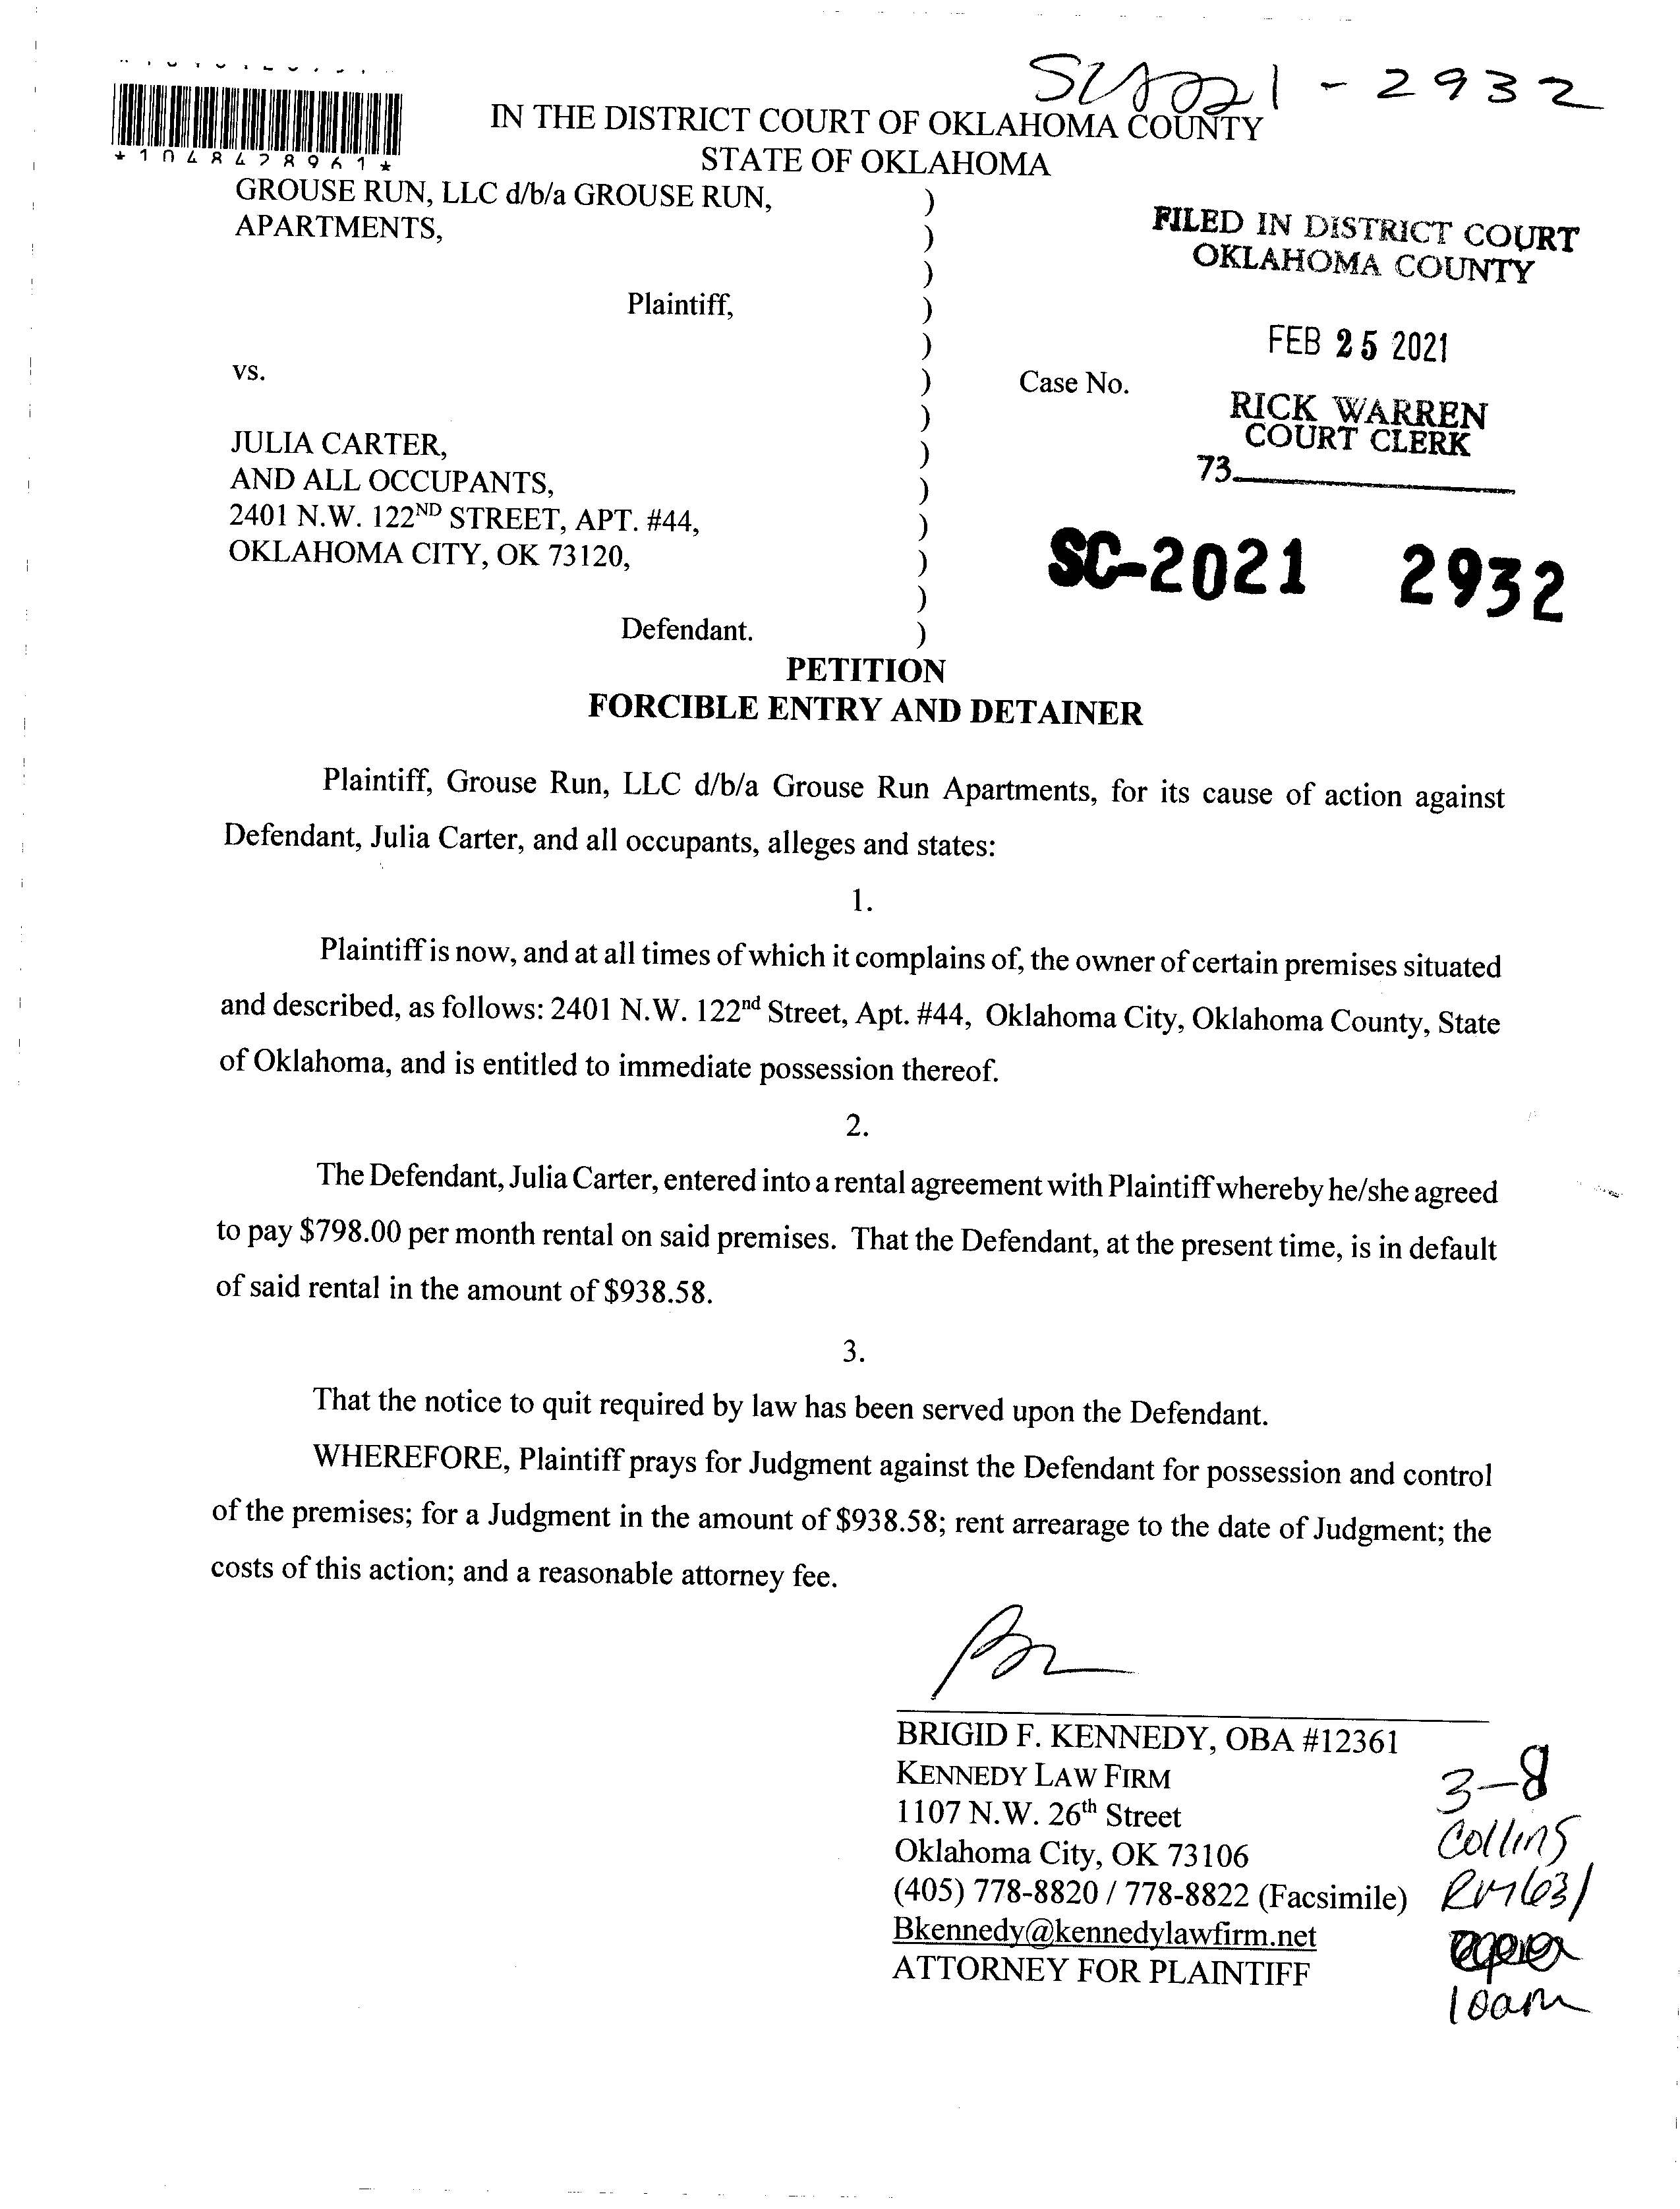 - 2932
*1048428961*
IN THE DISTRICT COURT OF OKLAHOMA COUNTY
STATE OF OKLAHOMA
GROUSE RUN, LLC d/b/a GROUSE RUN, )
APARTMENTS, )
)
Plaintiff, )
)
vs. ) Case No.
)
JULIA CARTER, )
AND ALL OCCUPANTS, )
2401 N.W. 122ND STREET, APT. #44, )
OKLAHOMA CITY, OK 73120, )
)
Defendant. )
FILED IN DISTRICT COURT
OKLAHOMA COUNTY
FEB 25 2021
RICK WARREN
COURT CLERK
73
SC-2021 2932
PETITION
FORCIBLE ENTRY AND DETAINER
Plaintiff, Grouse Run, LLC d/b/a Grouse Run Apartments, for its cause of action against
Defendant, Julia Carter, and all occupants, alleges and states:
1.
Plaintiff is now, and at all times of which it complains of, the owner of certain premises situated
and described, as follows: 2401 N.W. 122nd Street, Apt. #44, Oklahoma City, Oklahoma County, State
of Oklahoma, and is entitled to immediate possession thereof.
2.
The Defendant, Julia Carter, entered into a rental agreement with Plaintiff whereby he/she agreed
to pay $798.00 per month rental on said premises. That the Defendant, at the present time, is in default
of said rental in the amount of $938.58.
3.
That the notice to quit required by law has been served upon the Defendant.
WHEREFORE, Plaintiff prays for Judgment against the Defendant for possession and control
of the premises; for a Judgment in the amount of $938.58; rent arrearage to the date of Judgment; the
costs of this action; and a reasonable attorney fee.
BRIGID F. KENNEDY, OBA #12361
KENNEDY LAW FIRM
1107 N.W. 26th Street
Oklahoma City, OK 73106
(405) 778-8820 / 778-8822 (Facsimile)
Bkennedy@kennedylawfirm.net
ATTORNEY FOR PLAINTIFF
3-8
Collins
RM631
10am